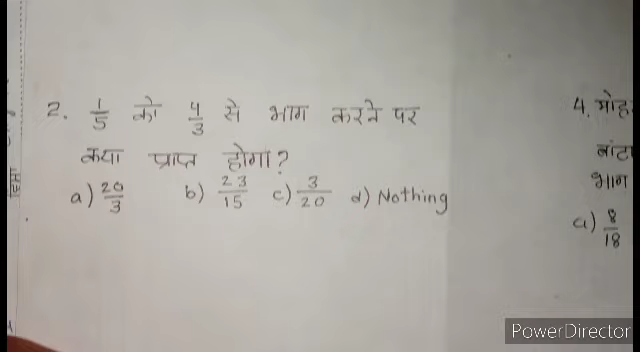 2. 1/5 को 4/3 से भाग करने पर
क्या प्राप्त होगा?
a) 20/3 b) 23/15 c) 3/20 d) Nothing
4. मोह
बांटा
भाग
a) 8/18
PowerDirector